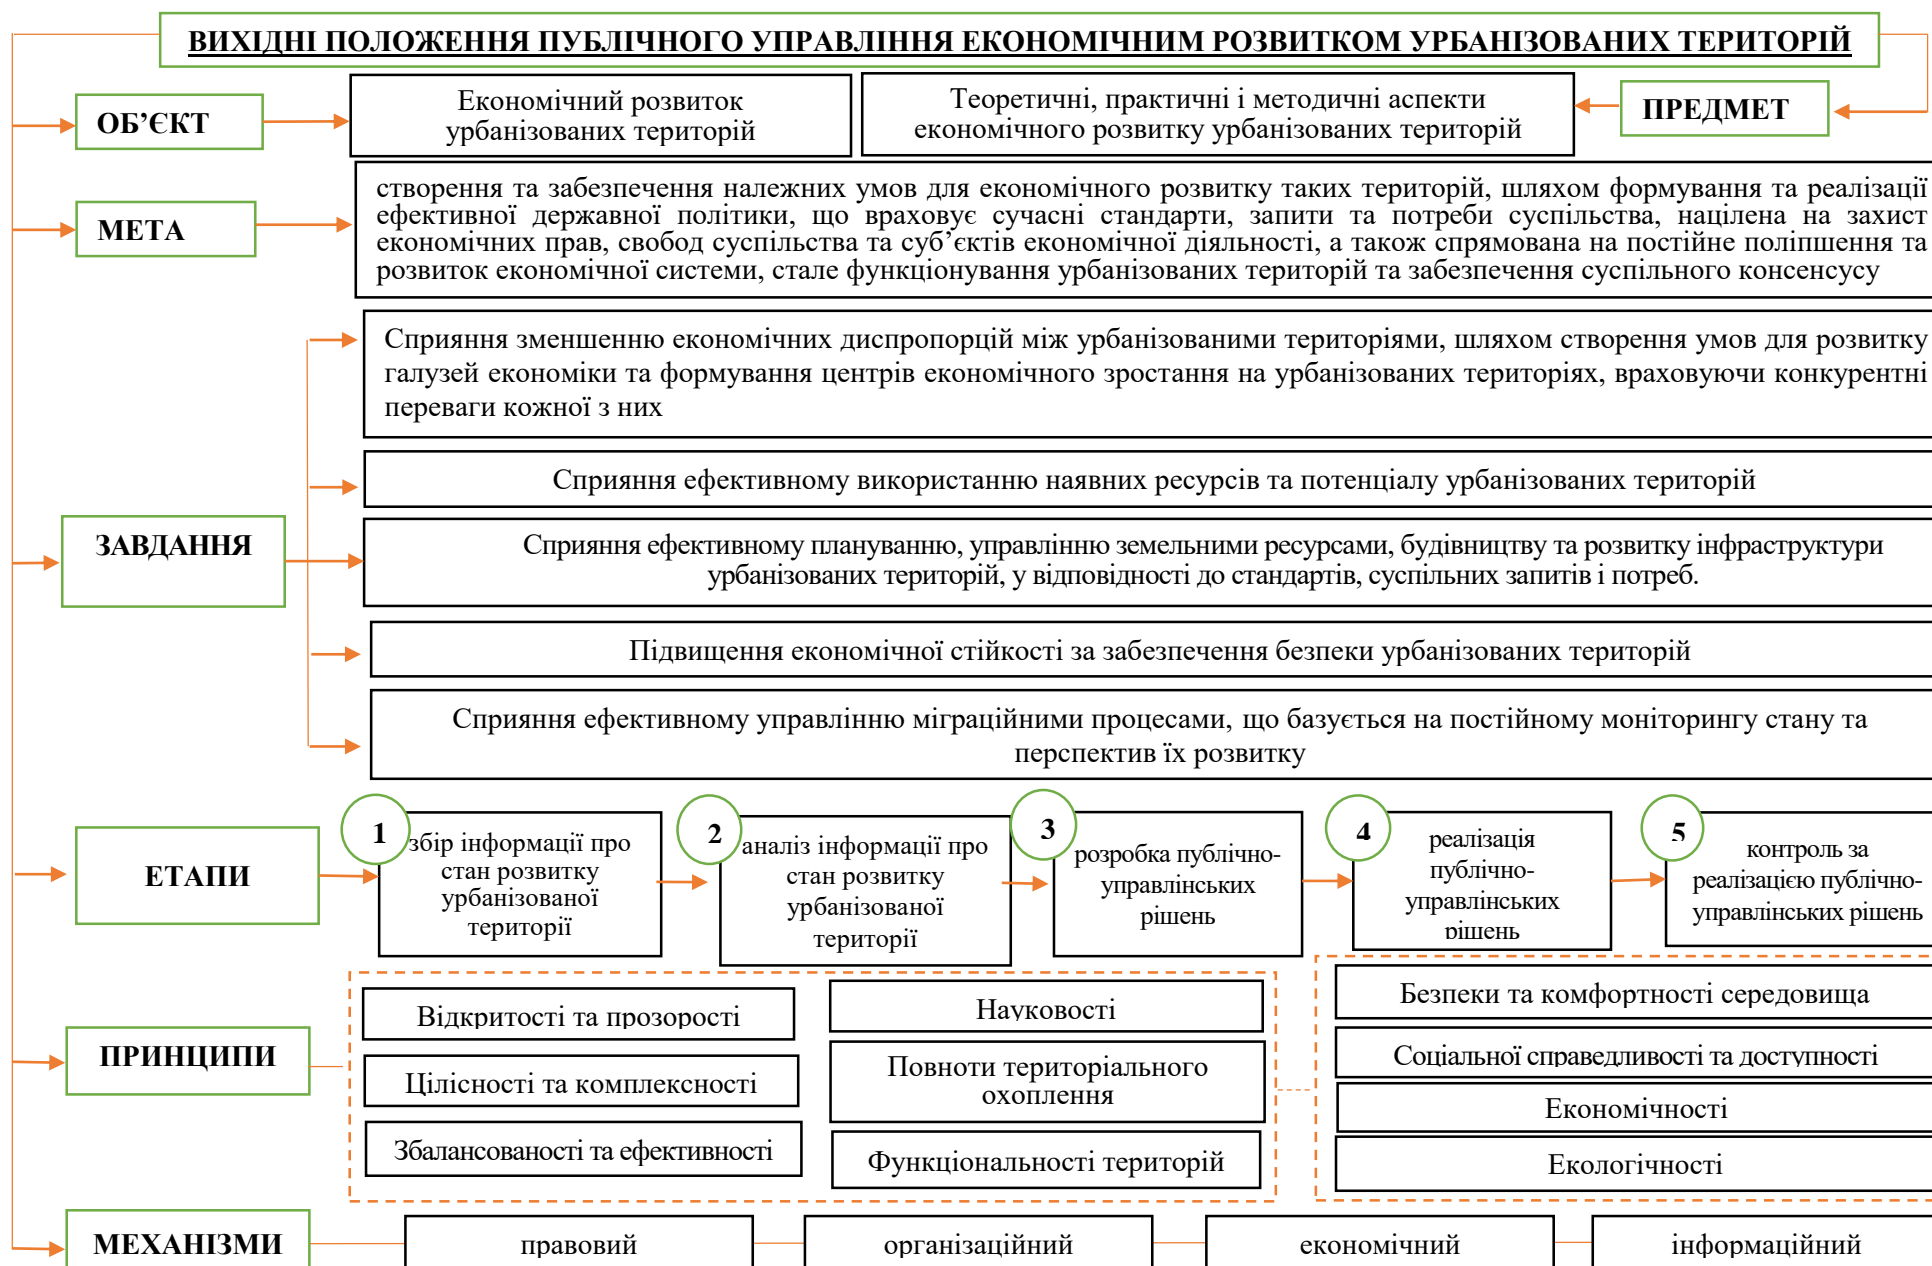 ВИХІДНІ ПОЛОЖЕННЯ ПУБЛІЧНОГО УПРАВЛІННЯ ЕКОНОМІЧНИМ РОЗВИТКОМ УРБАНІЗОВАНИХ ТЕРИТОРІЙ
ОБ’ЄКТ
Економічний розвиток
урбанізованих територій
Теоретичні, практичні і методичні аспекти
економічного розвитку урбанізованих територій
ПРЕДМЕТ
МЕТА
створення та забезпечення належних умов для економічного розвитку таких територій, шляхом формування та реалізації
ефективної державної політики, що враховує сучасні стандарти, запити та потреби суспільства, націлена на захист
економічних прав, свобод суспільства та суб’єктів економічної діяльності, а також спрямована на постійне поліпшення та
розвиток економічної системи, стале функціонування урбанізованих територій та забезпечення суспільного консенсусу
ЗАВДАННЯ
Сприяння зменшенню економічних диспропорцій між урбанізованими територіями, шляхом створення умов для розвитку
галузей економіки та формування центрів економічного зростання на урбанізованих територіях, враховуючи конкурентні
переваги кожної з них
Сприяння ефективному використанню наявних ресурсів та потенціалу урбанізованих територій
Сприяння ефективному плануванню, управлінню земельними ресурсами, будівництву та розвитку інфраструктури
урбанізованих територій, у відповідності до стандартів, суспільних запитів і потреб.
Підвищення економічної стійкості за забезпечення безпеки урбанізованих територій
Сприяння ефективному управлінню міграційними процесами, що базується на постійному моніторингу стану та
перспектив їх розвитку
ЕТАПИ
1
збір інформації про
стан розвитку
урбанізованої
території
2
аналіз інформації про
стан розвитку
урбанізованої
території
3
розробка публічно-
управлінських
рішень
4
реалізація
публічно-
управлінських
рішень
5
контроль за
реалізацією публічно-
управлінських рішень
ПРИНЦИПИ
Відкритості та прозорості
Цілісності та комплексності
Збалансованості та ефективності
Науковості
Повноти територіального
охоплення
Функціональності територій
Безпеки та комфортності середовища
Соціальної справедливості та доступності
Економічності
Екологічності
МЕХАНІЗМИ
правовий
організаційний
економічний
інформаційний